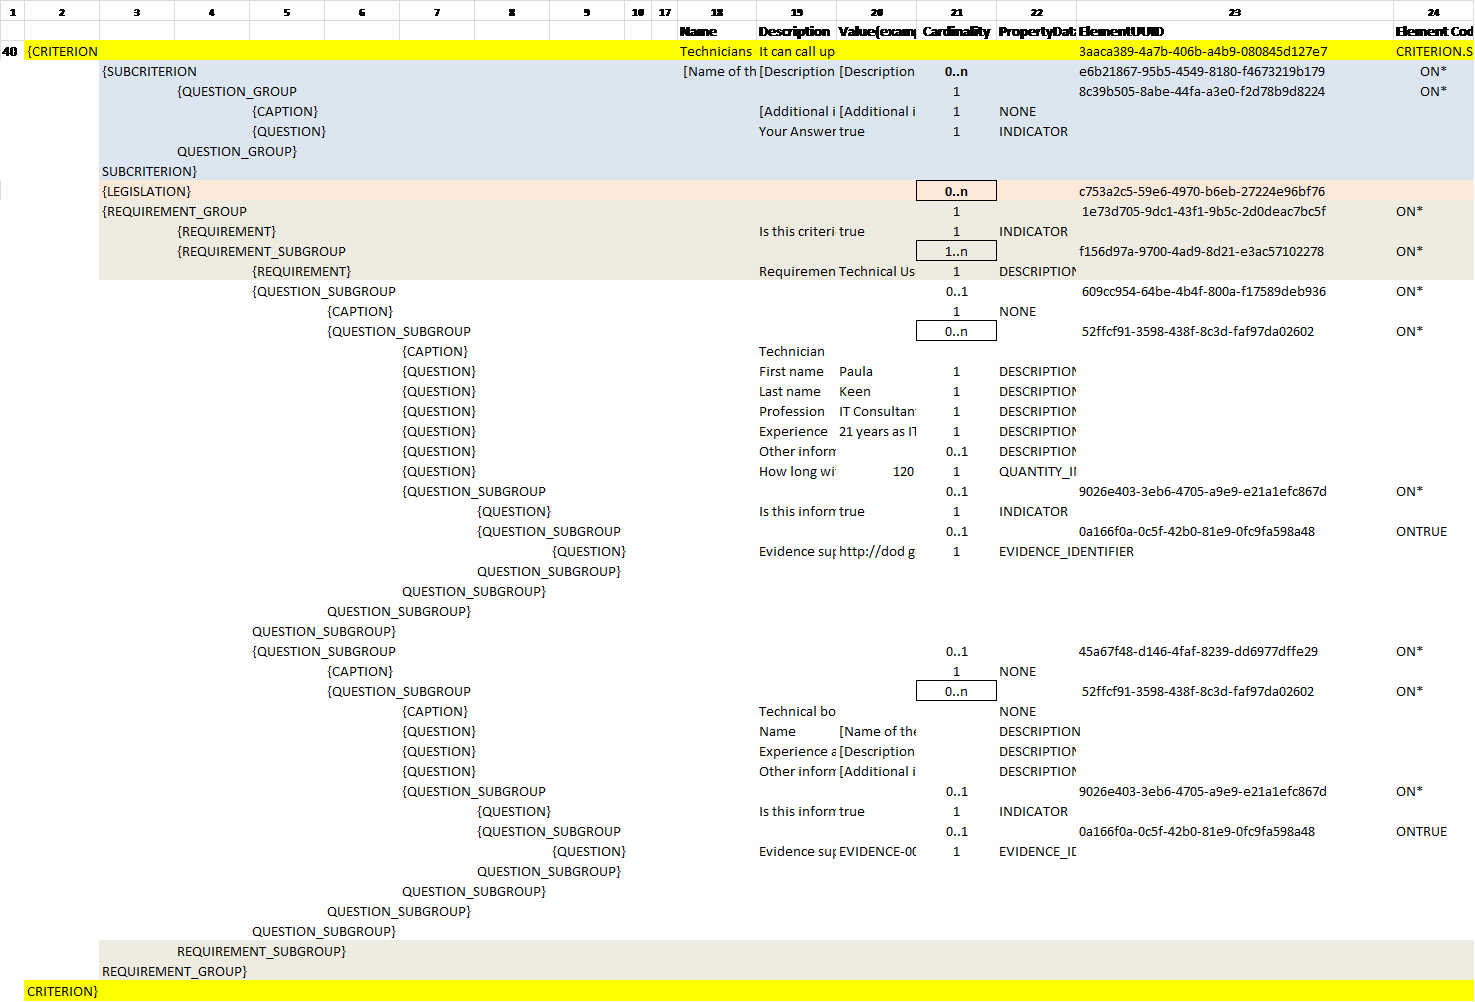 1 2 3 4 5 6 7 8 9 16 17 18 19 20 21 22 23 24
Name Description Value(examp Cardinality PropertyData ElementUUID Element Cod
40 {CRITERION Technicians It can call up 3aaca389-4a7b-406b-a4b9-080845d127e7 CRITERION.S
{SUBCRITERION [Name of th [Description [Description 0..n e6b21867-95b5-4549-8180-f4673219b179 ON*
{QUESTION_GROUP 1 8c39b505-8abe-44fa-a3e0-f2d78b9d8224 ON*
{CAPTION} [Additional i [Additional i 1 NONE
{QUESTION} Your Answer true 1 INDICATOR
QUESTION_GROUP}
SUBCRITERION}
{LEGISLATION} 0..n c753a2c5-59e6-4970-b6eb-27224e96bf76
{REQUIREMENT_GROUP 1 1e73d705-9dc1-43f1-9b5c-2d0deac7bc5f ON*
{REQUIREMENT} Is this criteri true 1 INDICATOR
{REQUIREMENT_SUBGROUP 1..n f156d97a-9700-4ad9-8d21-e3ac57102278 ON*
{REQUIREMENT} Requiremen Technical Us 1 DESCRIPTION
{QUESTION_SUBGROUP 0..1 609cc954-64be-4b4f-800a-f17589deb936 ON*
{CAPTION} 1 NONE
{QUESTION_SUBGROUP 0..n 52ffcf91-3598-438f-8c3d-faf97da02602 ON*
{CAPTION} Technician
{QUESTION} First name Paula 1 DESCRIPTION
{QUESTION} Last name Keen 1 DESCRIPTION
{QUESTION} Profession IT Consultan 1 DESCRIPTION
{QUESTION} Experience 21 years as IT 1 DESCRIPTION
{QUESTION} Other inform 0..1 DESCRIPTION
{QUESTION} How long wi 120 1 QUANTITY_I
{QUESTION_SUBGROUP 0..1 9026e403-3eb6-4705-a9e9-e21a1efc867d ON*
{QUESTION} Is this inform true 1 INDICATOR
{QUESTION_SUBGROUP 0..1 0a166f0a-0c5f-42b0-81e9-0fc9fa598a48 ONTRUE
{QUESTION} Evidence sup http://dod g 1 EVIDENCE_IDENTIFIER
QUESTION_SUBGROUP}
QUESTION_SUBGROUP}
QUESTION_SUBGROUP}
QUESTION_SUBGROUP}
{QUESTION_SUBGROUP 0..1 45a67f48-d146-4faf-8239-dd6977dffe29 ON*
{CAPTION} 1 NONE
{QUESTION_SUBGROUP 0..n 52ffcf91-3598-438f-8c3d-faf97da02602 ON*
{CAPTION} Technical bo NONE
{QUESTION} Name [Name of the DESCRIPTION
{QUESTION} Experience a [Description DESCRIPTION
{QUESTION} Other inform [Additional i DESCRIPTION
{QUESTION_SUBGROUP 0..1 9026e403-3eb6-4705-a9e9-e21a1efc867d ON*
{QUESTION} Is this inform true 1 INDICATOR
{QUESTION_SUBGROUP 0..1 0a166f0a-0c5f-42b0-81e9-0fc9fa598a48 ONTRUE
{QUESTION} Evidence sup EVIDENCE-00 1 EVIDENCE_ID
QUESTION_SUBGROUP}
QUESTION_SUBGROUP}
QUESTION_SUBGROUP}
QUESTION_SUBGROUP}
REQUIREMENT_SUBGROUP}
REQUIREMENT_GROUP}
CRITERION}